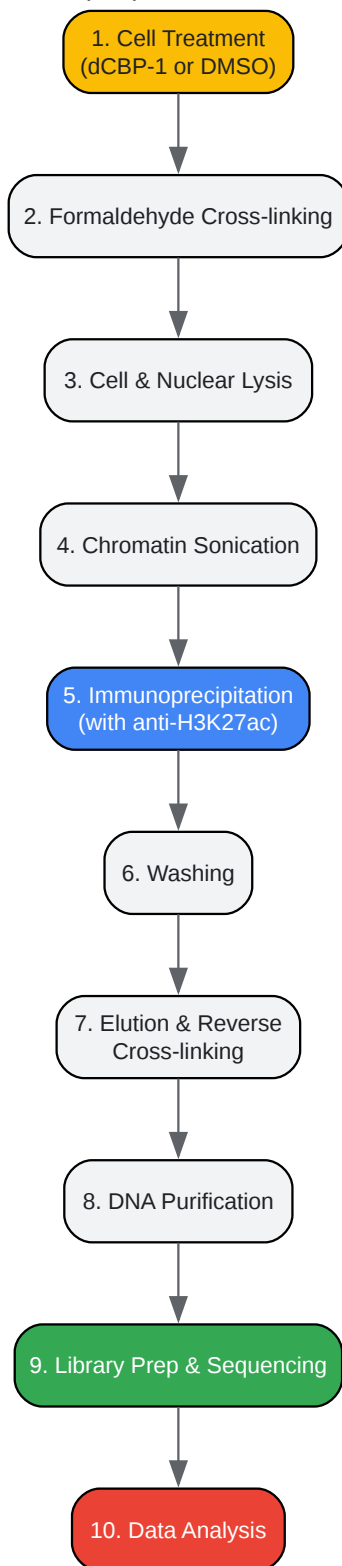 1. Cell Treatment
(dCBP-1 or DMSO)
2. Formaldehyde Cross-linking
3. Cell & Nuclear Lysis
4. Chromatin Sonication
5. Immunoprecipitation
(with anti-H3K27ac)
6. Washing
7. Elution & Reverse
Cross-linking
8. DNA Purification
9. Library Prep & Sequencing
10. Data Analysis